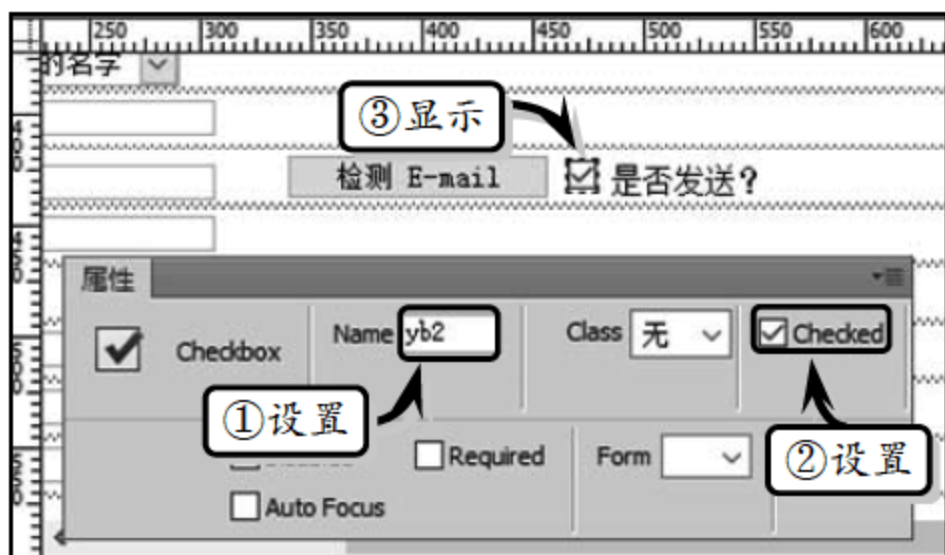 250 300 350 400 450 500 550 600
的名字
③显示
检测 E-mail 是否发送？
属性
Checkbox Name yb2 Class 无 Checked
①设置
②设置
Required Form
Auto Focus